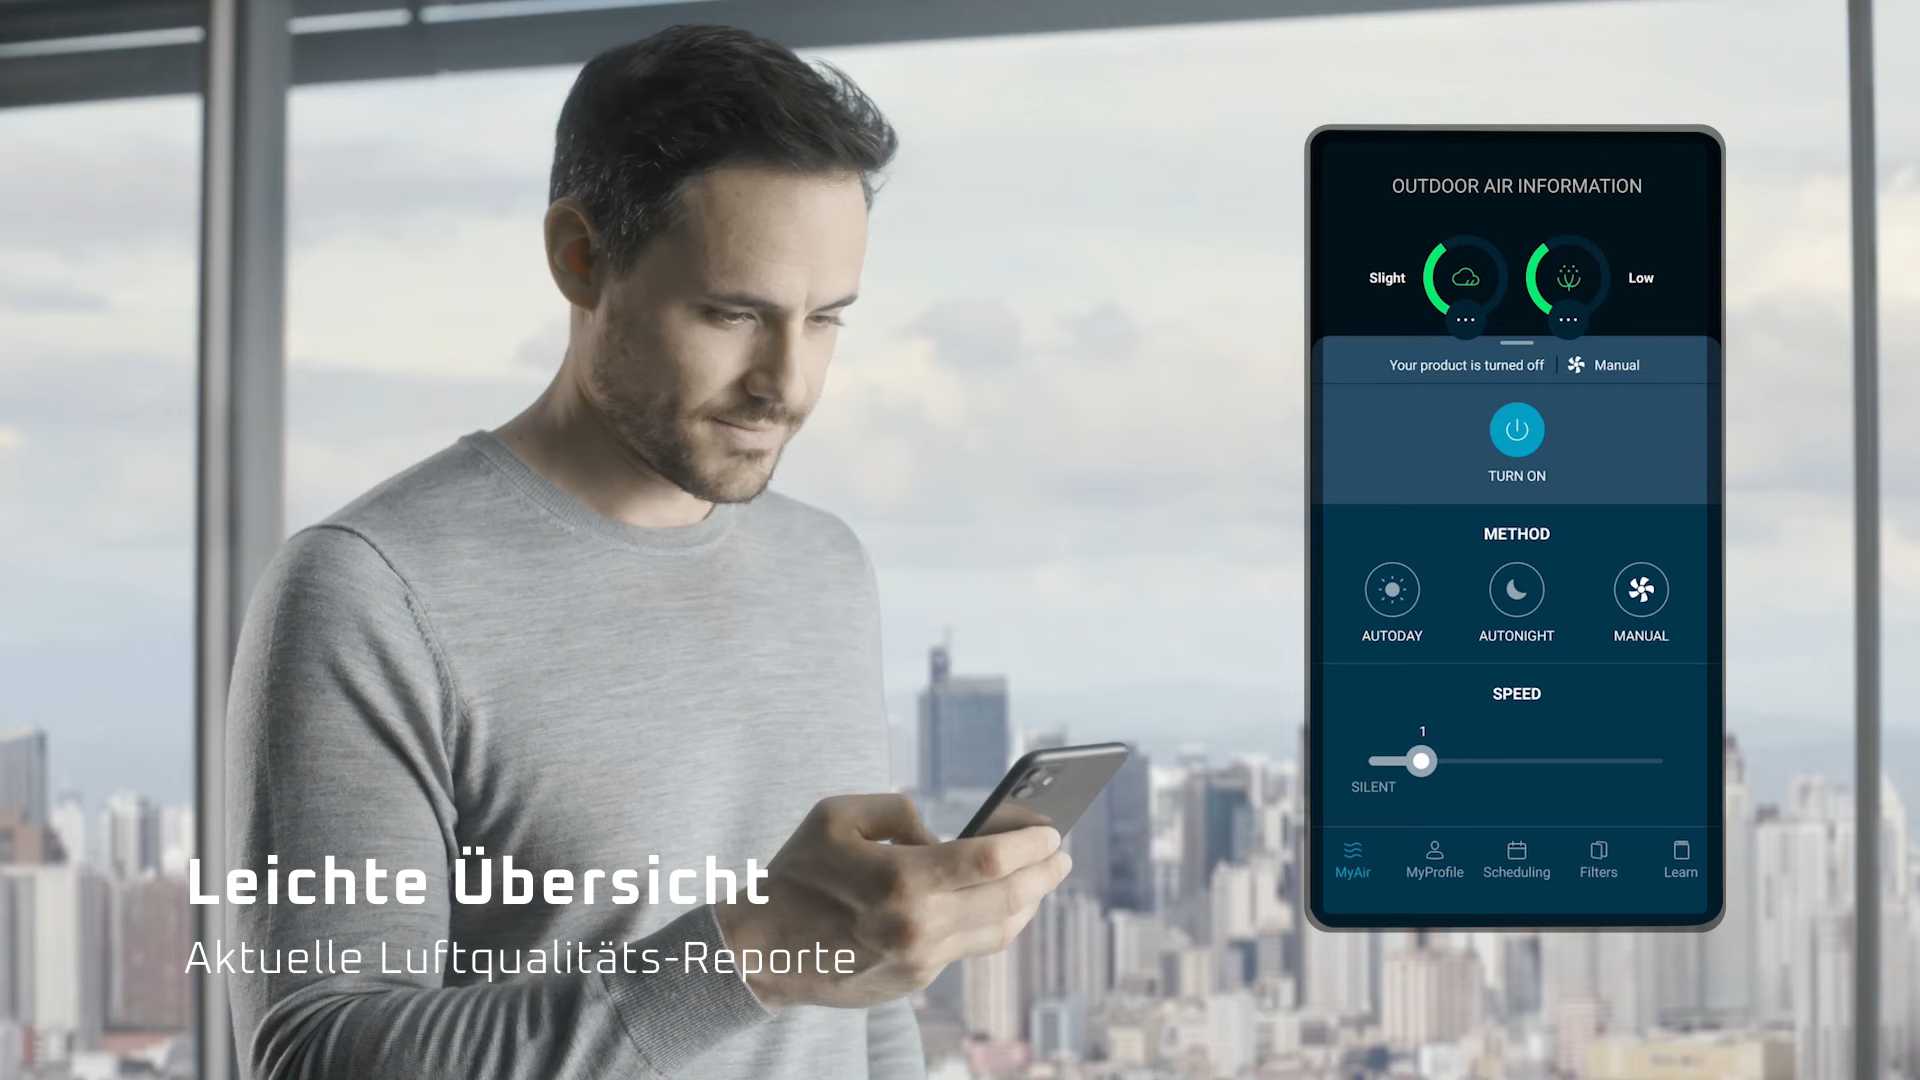 OUTDOOR AIR INFORMATION
Slight
Low
Your product is turned off
Manual
TURN ON
METHOD
AUTODAY
AUTONIGHT
MANUAL
SPEED
1
SILENT
MyAir
MyProfile
Scheduling
Filters
Learn
Leichte Übersicht
Aktuelle Luftqualitäts-Reporte